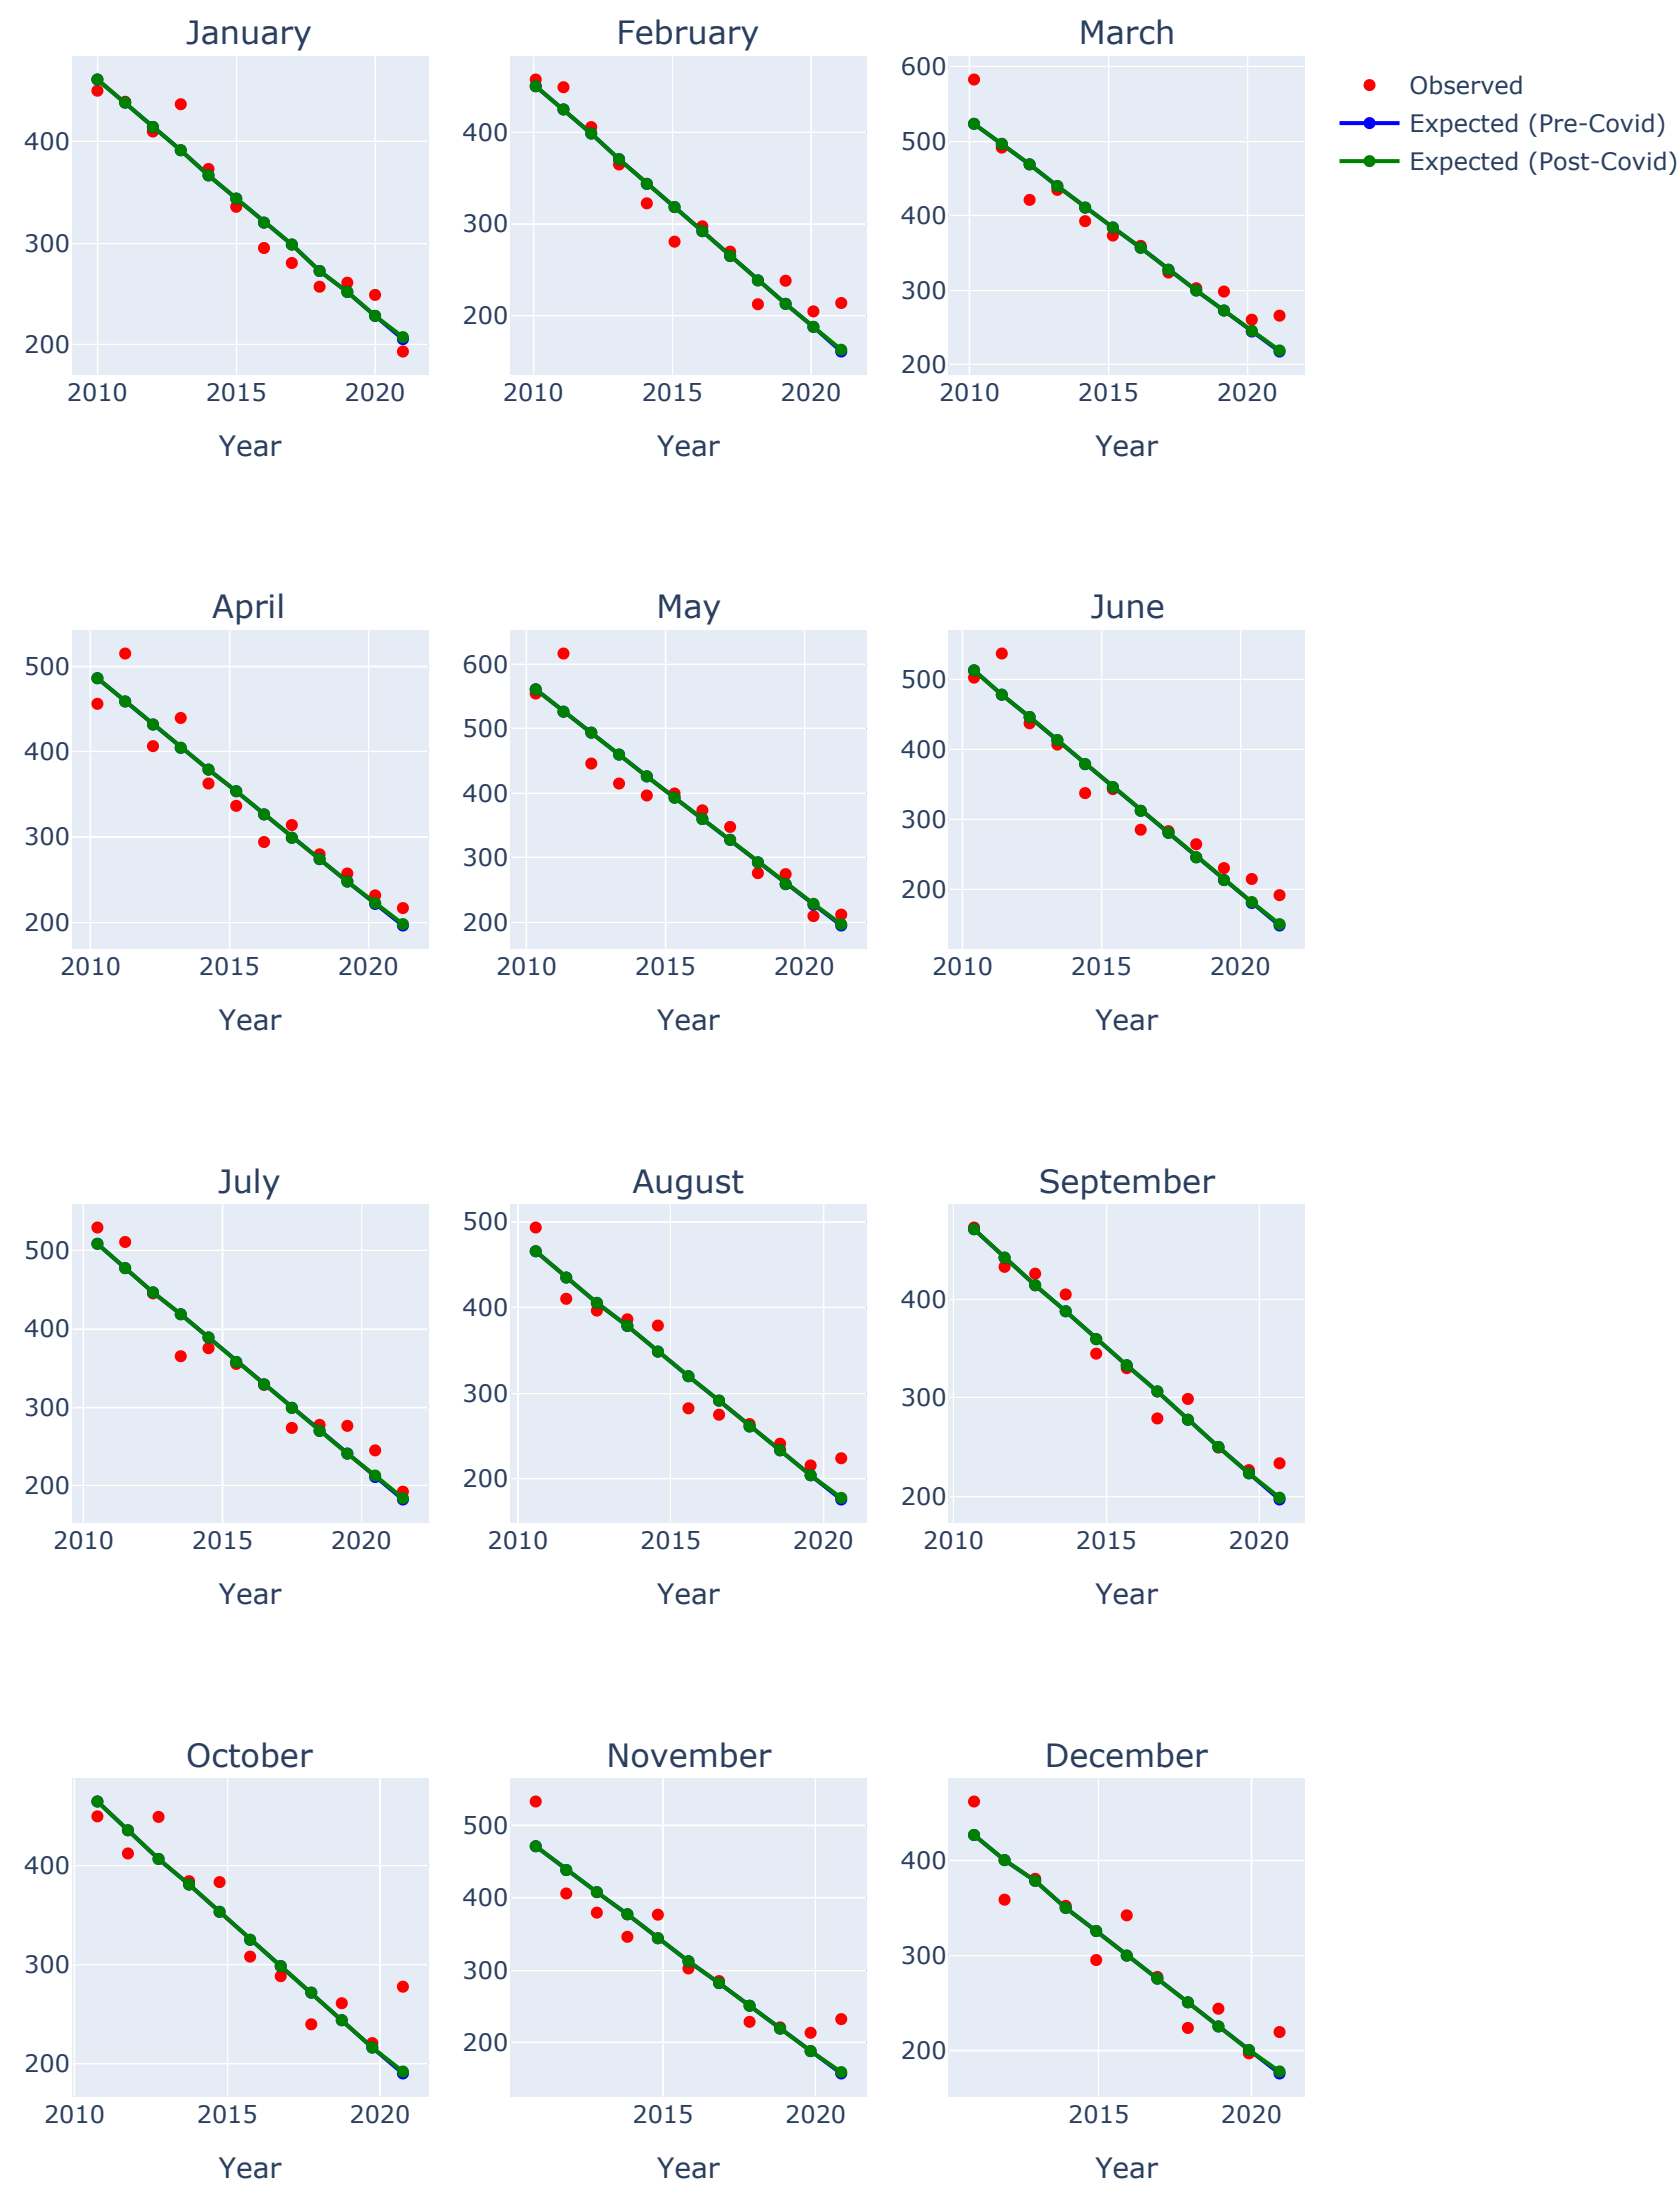 January
February
March
Observed
Expected (Pre-Covid)
Expected (Post-Covid)
400
300
200
2010 2015 2020
Year
400
300
200
2010 2015 2020
Year
600
500
400
300
200
2010 2015 2020
Year
April
May
June
500
400
300
200
2010 2015 2020
Year
600
500
400
300
200
2010 2015 2020
Year
500
400
300
200
2010 2015 2020
Year
July
August
September
500
400
300
200
2010 2015 2020
Year
500
400
300
200
2010 2015 2020
Year
400
300
200
2010 2015 2020
Year
October
November
December
400
300
200
2010 2015 2020
Year
500
400
300
200
2015 2020
Year
400
300
200
2015 2020
Year